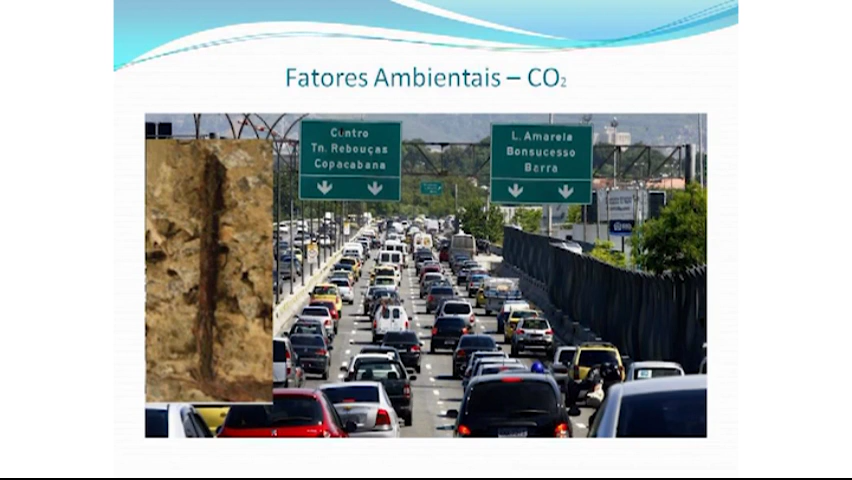 Fatores Ambientais – CO₂
Centro
Tn. Rebouças
Copacabana
L. Amarela
Bonsucesso
Barra